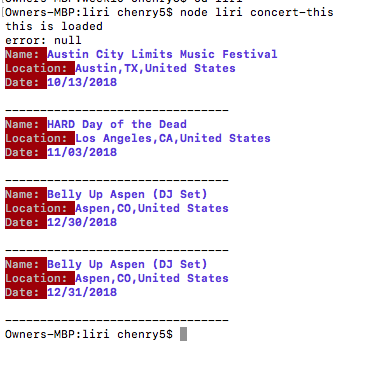 Owners-MBP:liri chenry5$ node liri concert-this
this is loaded
error: null
Name: Austin City Limits Music Festival
Location: Austin,TX,United States
Date: 10/13/2018
--------------------------------
Name: HARD Day of the Dead
Location: Los Angeles,CA,United States
Date: 11/03/2018
--------------------------------
Name: Belly Up Aspen (DJ Set)
Location: Aspen,CO,United States
Date: 12/30/2018
--------------------------------
Name: Belly Up Aspen (DJ Set)
Location: Aspen,CO,United States
Date: 12/31/2018
--------------------------------
Owners-MBP:liri chenry5$